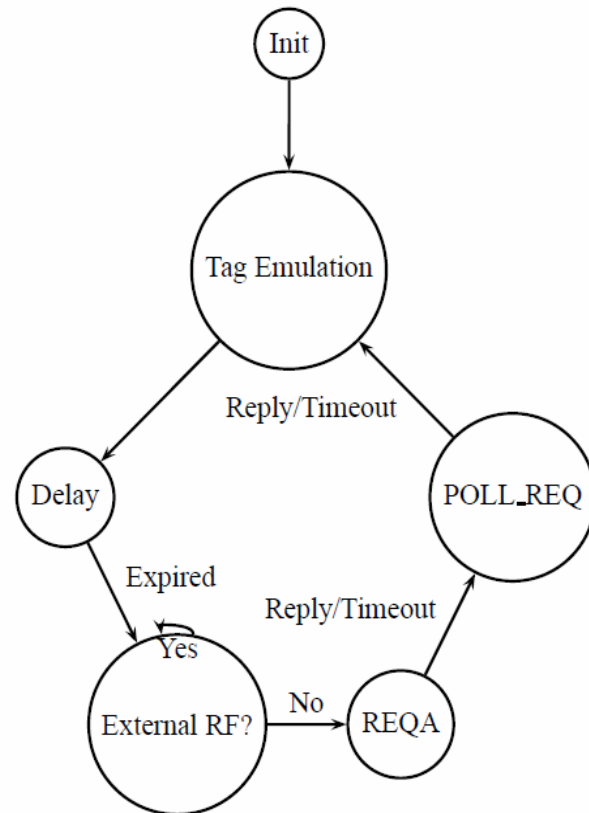 Init
Tag Emulation
Reply/Timeout
Delay
POLL_REQ
Expired
Reply/Timeout
Yes
No
External RF?
REQA